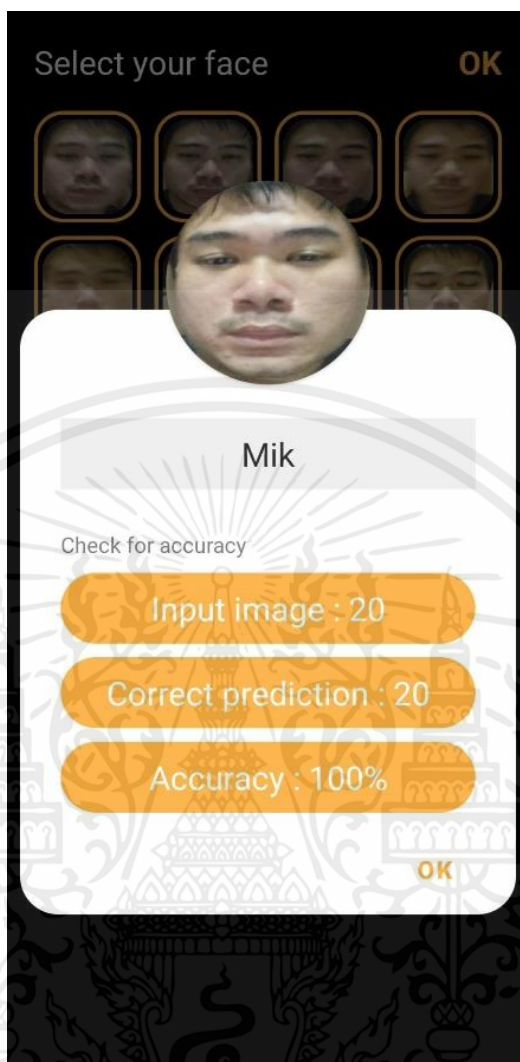 Select your face OK
Mik
Check for accuracy
Input image : 20
Correct prediction : 20
Accuracy : 100%
OK